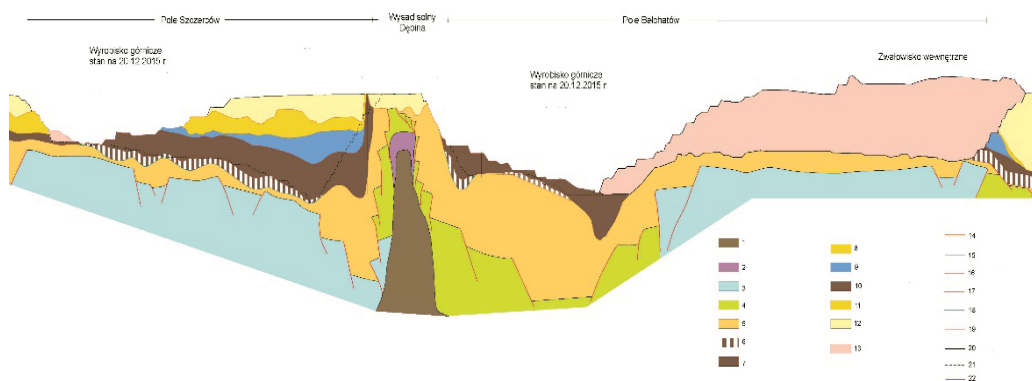 Pole Szczerców
Wysad solny
Dębina
Pole Bełchatów
Wyrobisko górnicze
stan na 20.12.2015 r.
Wyrobisko górnicze
stan na 20.12.2015 r.
Zwałowisko wewnętrzne
1
2
3
4
5
6
7
8
9
10
11
12
13
14
15
16
17
18
19
20
21
22